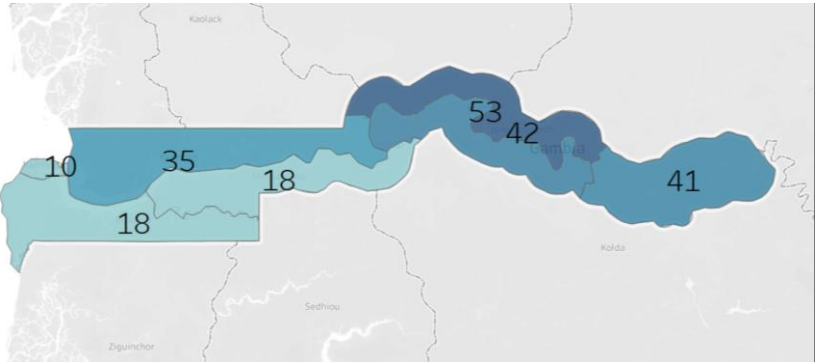 Kaolack
53
42
Gambia
10
35
18
41
18
Kolda
Sedhiou
Ziguinchor